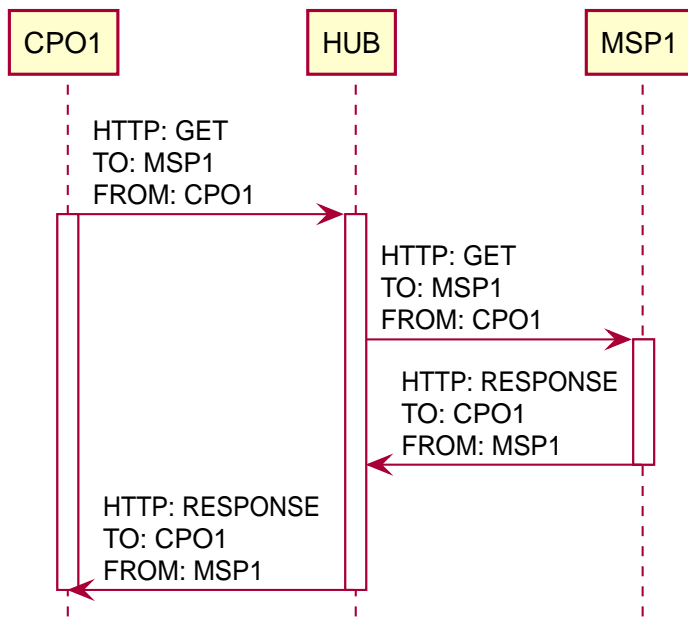 CPO1
HUB
MSP1
HTTP: GET
TO: MSP1
FROM: CPO1
HTTP: GET
TO: MSP1
FROM: CPO1
HTTP: RESPONSE
TO: CPO1
FROM: MSP1
HTTP: RESPONSE
TO: CPO1
FROM: MSP1